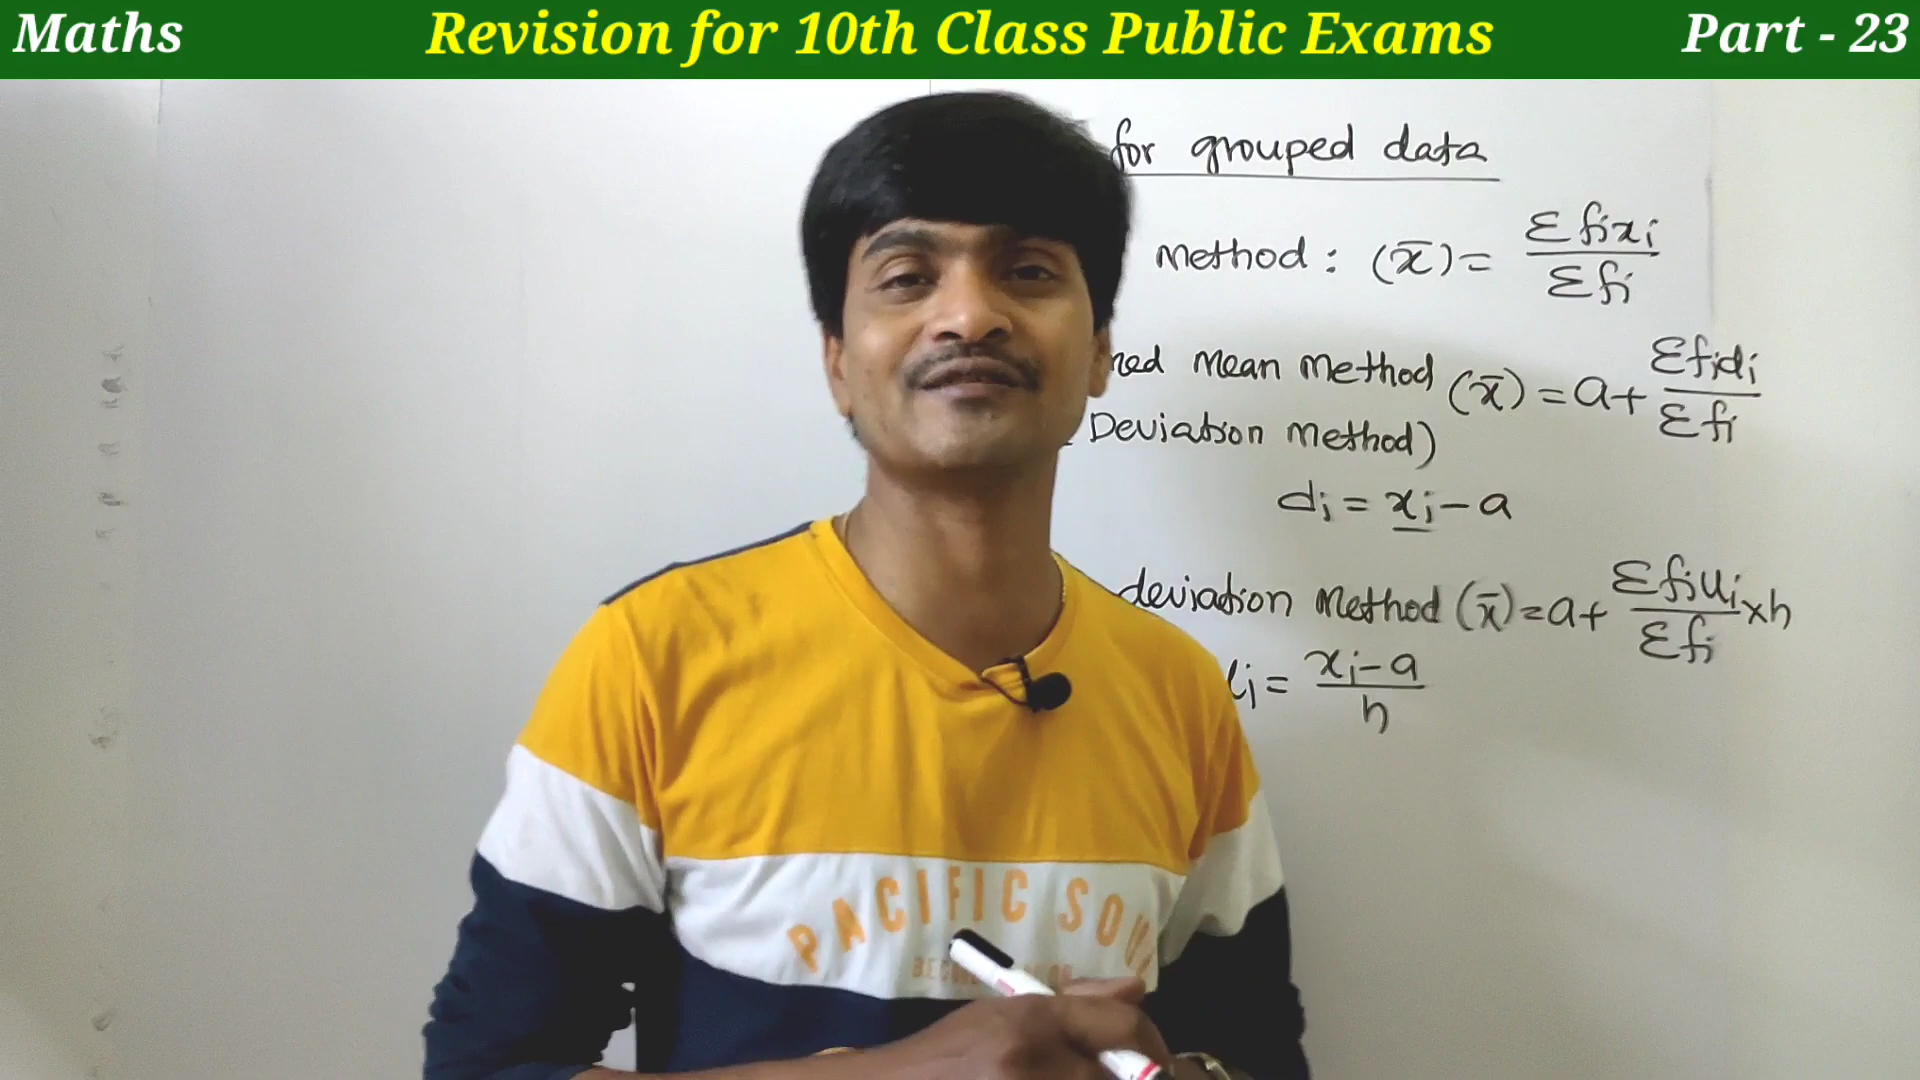 Maths
Revision for 10th Class Public Exams
Part - 23
for grouped data
Method : (x̄) = Σfixi / Σfi
Mean Method (x̄) = a + Σfidi / Σfi
Deviation Method)
di = xi - a
deviation Method (x̄) = a + Σfiui / Σfi × h
= xi - a / h
PACIFIC